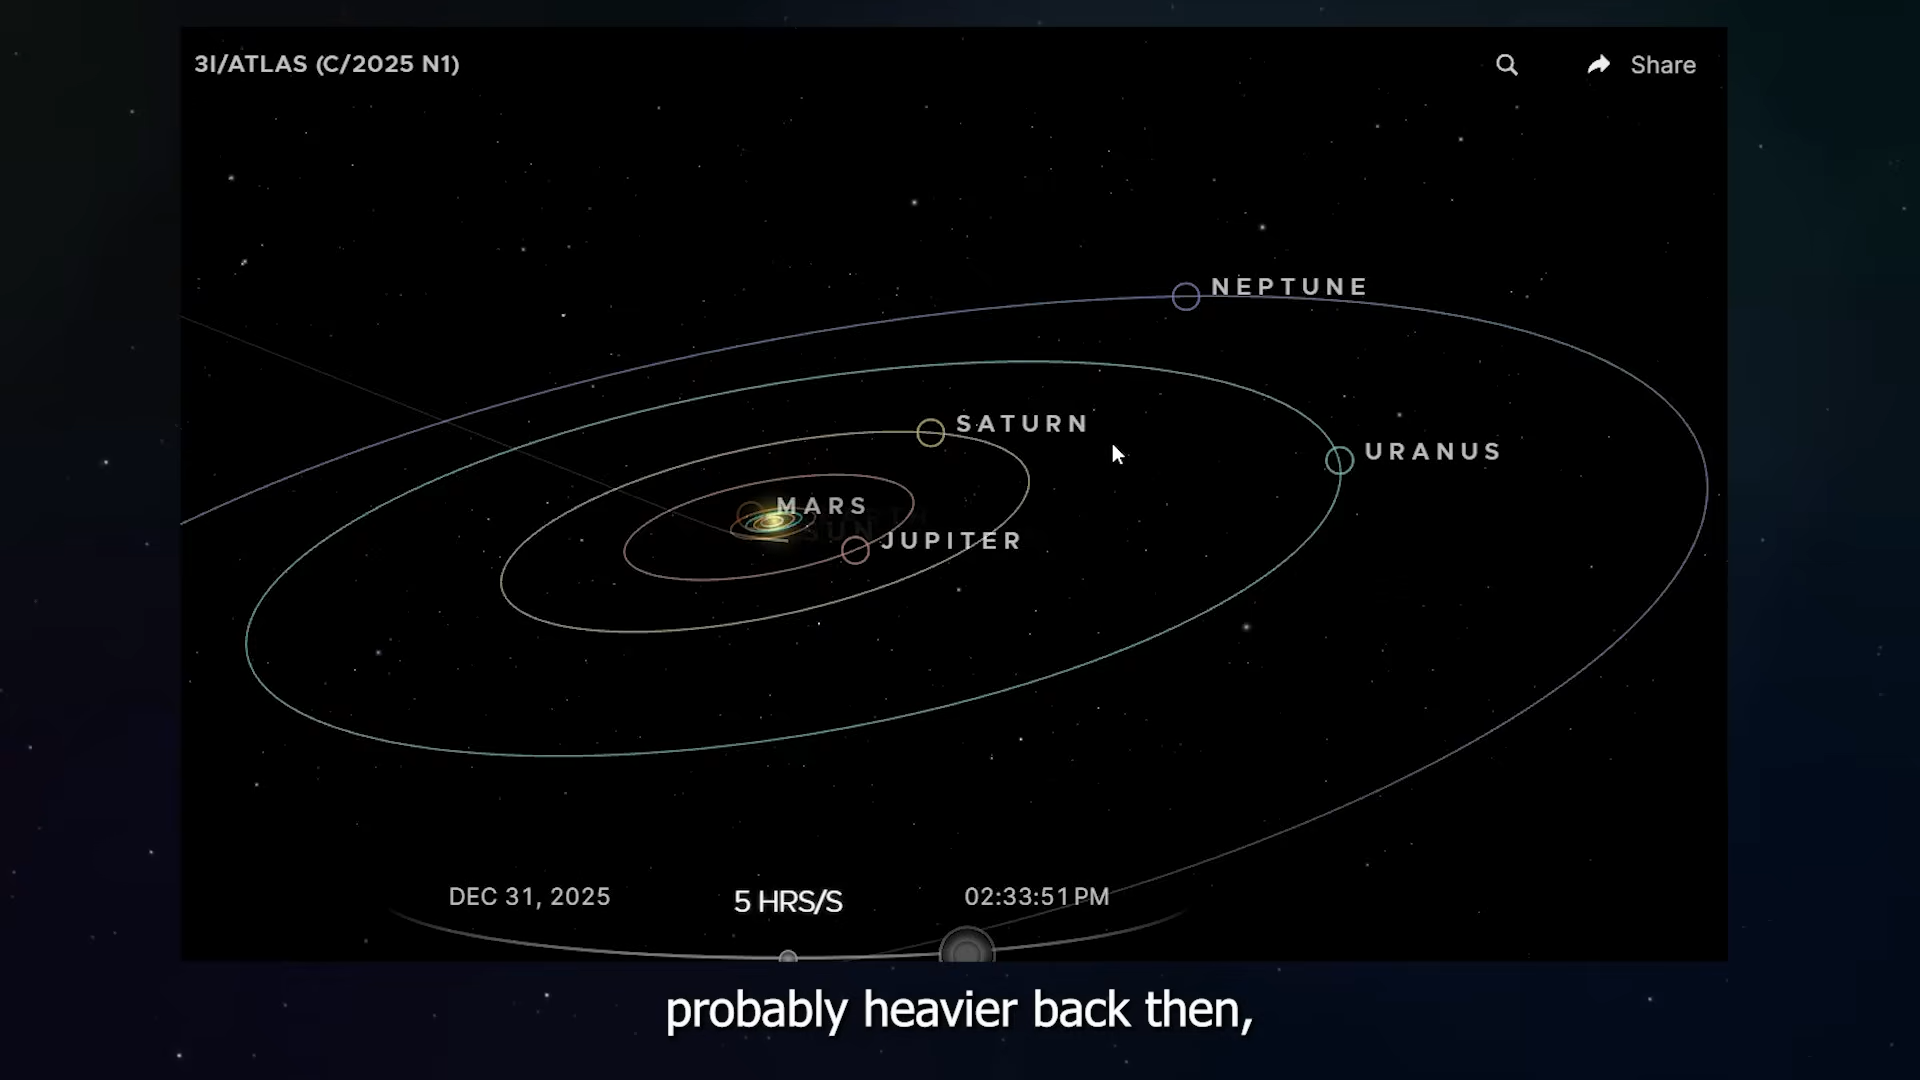 3I/ATLAS (C/2025 N1)
Share
NEPTUNE
SATURN
URANUS
MARS
SUN
JUPITER
DEC 31, 2025
5 HRS/S
02:33:51 PM
probably heavier back then,